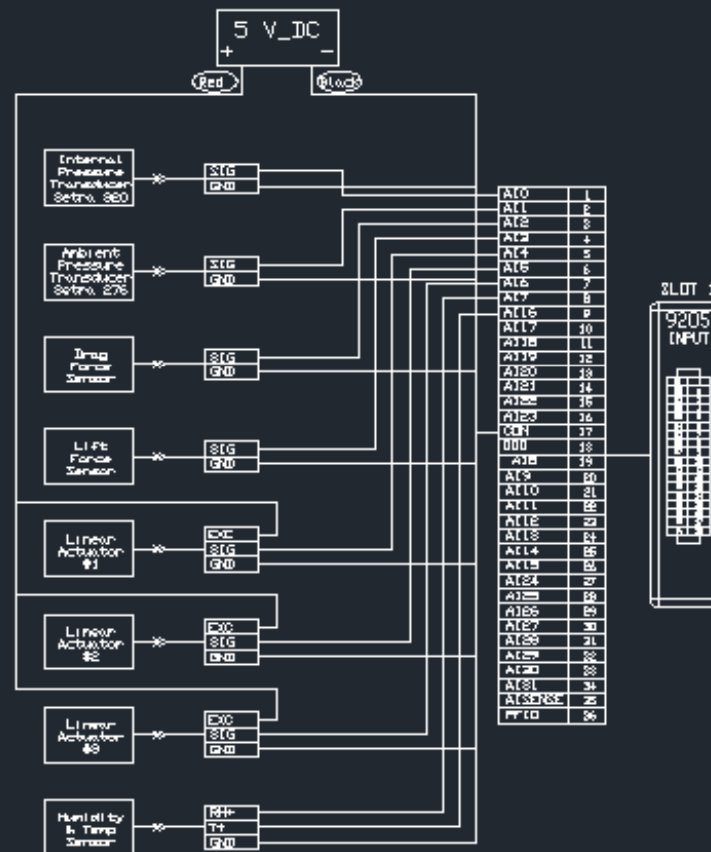 5 V_DC
+ −
Red
Black
Internal
Pressure
Transducer
SIG
GND
Ambient
Pressure
Transducer
Setra 276
SIG
GND
Drag
Force
Sensor
SIG
GND
Lift
Force
Sensor
SIG
GND
Linear
Actuator
#1
EXC
SIG
GND
Linear
Actuator
#2
EXC
SIG
GND
Linear
Actuator
#3
EXC
SIG
GND
Humidity
& Temp
Sensor
RH+
T+
GND
AI0 1
AI1 2
AI2 3
AI3 4
AI4 5
AI5 6
AI6 7
AI7 8
AI16 9
AI17 10
AI18 11
AI19 12
AI20 13
AI21 14
AI22 15
AI23 16
COM 17
DO0 18
AI8 19
AI9 20
AI10 21
AI11 22
AI12 23
AI13 24
AI14 25
AI15 26
AI24 27
AI25 28
AI26 29
AI27 30
AI28 31
AI29 32
AI30 33
AI31 34
AISENSE 35
PFI0 36
SLOT
9205
INPUT